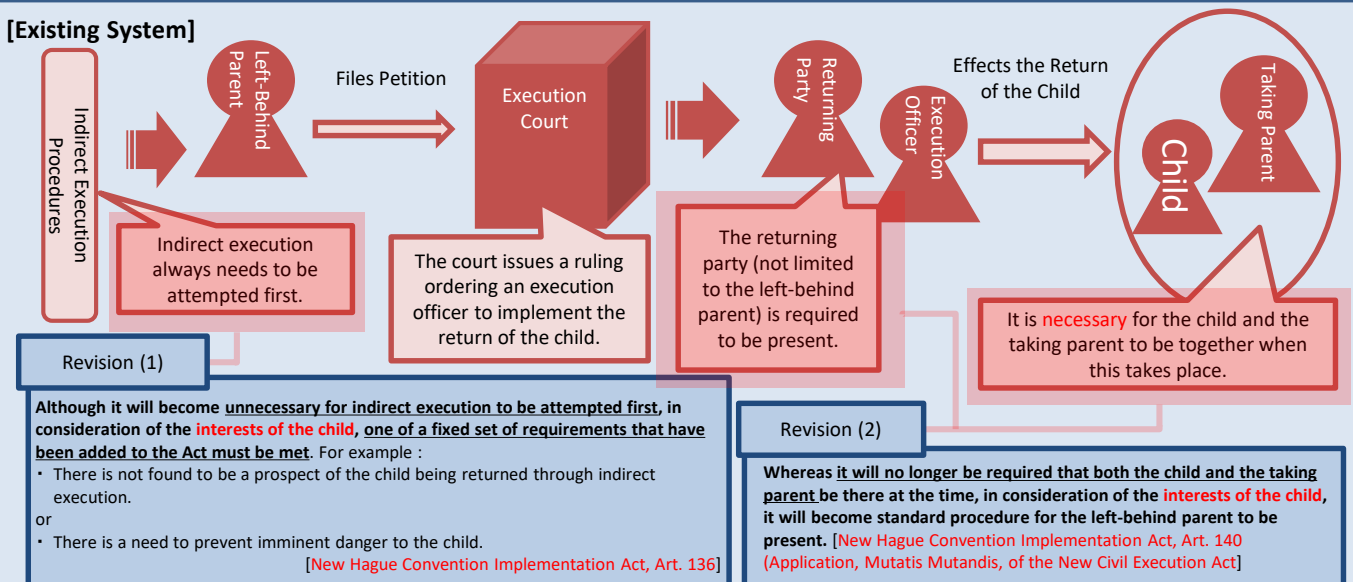 [Existing System]
Indirect Execution
Procedures
Left-Behind
Parent
Files Petition
Execution
Court
Returning
Party
Execution
Officer
Effects the Return
of the Child
Child
Taking Parent
Indirect execution
always needs to be
attempted first.
The court issues a ruling
ordering an execution
officer to implement the
return of the child.
The returning
party (not limited
to the left-behind
parent) is required
to be present.
It is necessary for the child and the
taking parent to be together when
this takes place.
Revision (1)
Although it will become unnecessary for indirect execution to be attempted first, in
consideration of the interests of the child, one of a fixed set of requirements that have
been added to the Act must be met. For example :
・ There is not found to be a prospect of the child being returned through indirect
execution.
or
・ There is a need to prevent imminent danger to the child.
[New Hague Convention Implementation Act, Art. 136]
Revision (2)
Whereas it will no longer be required that both the child and the taking
parent be there at the time, in consideration of the interests of the child,
it will become standard procedure for the left-behind parent to be
present. [New Hague Convention Implementation Act, Art. 140
(Application, Mutatis Mutandis, of the New Civil Execution Act]